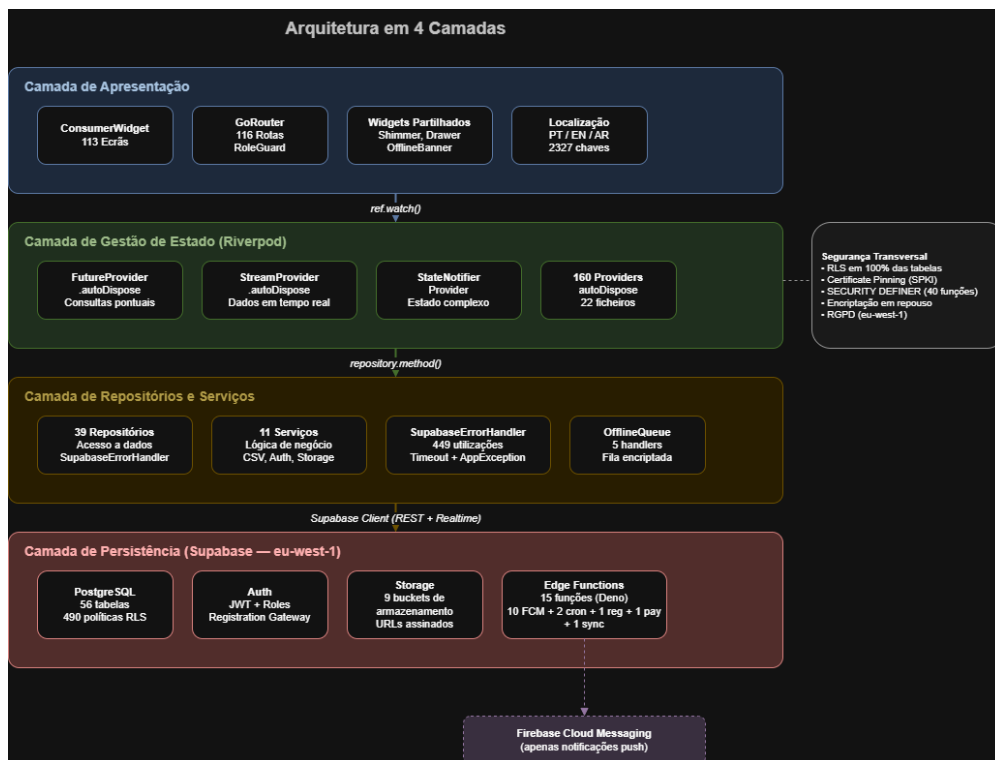 Arquitetura em 4 Camadas
Camada de Apresentação
ConsumerWidget
113 Ecrãs
GoRouter
116 Rotas
RoleGuard
Widgets Partilhados
Shimmer, Drawer
OfflineBanner
Localização
PT / EN / AR
2327 chaves
ref.watch()
Camada de Gestão de Estado (Riverpod)
FutureProvider
.autoDispose
Consultas pontuais
StreamProvider
.autoDispose
Dados em tempo real
StateNotifier
Provider
Estado complexo
160 Providers
autoDispose
22 ficheiros
Segurança Transversal
• RLS em 100% das tabelas
• Certificate Pinning (SPKI)
• SECURITY DEFINER (40 funções)
• Encriptação em repouso
• RGPD (eu-west-1)
repository.method()
Camada de Repositórios e Serviços
39 Repositórios
Acesso a dados
SupabaseErrorHandler
11 Serviços
Lógica de negócio
CSV, Auth, Storage
SupabaseErrorHandler
449 utilizações
Timeout + AppException
OfflineQueue
5 handlers
Fila encriptada
Supabase Client (REST + Realtime)
Camada de Persistência (Supabase — eu-west-1)
PostgreSQL
56 tabelas
490 políticas RLS
Auth
JWT + Roles
Registration Gateway
Storage
9 buckets de
armazenamento
URLs assinados
Edge Functions
15 funções (Deno)
10 FCM + 2 cron + 1 reg + 1 pay
+ 1 sync
Firebase Cloud Messaging
(apenas notificações push)